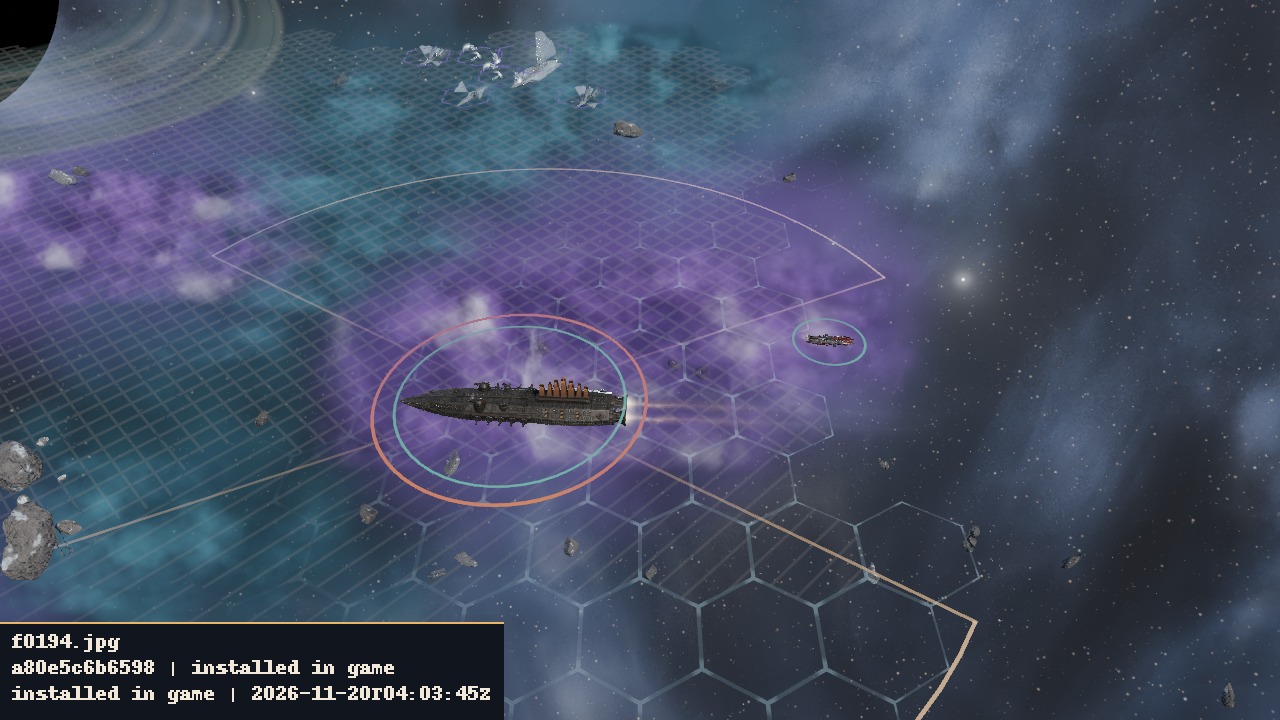 f0194.jpg
a80e5c6b6598 | installed in game
installed in game | 2026-11-20T04:03:45Z